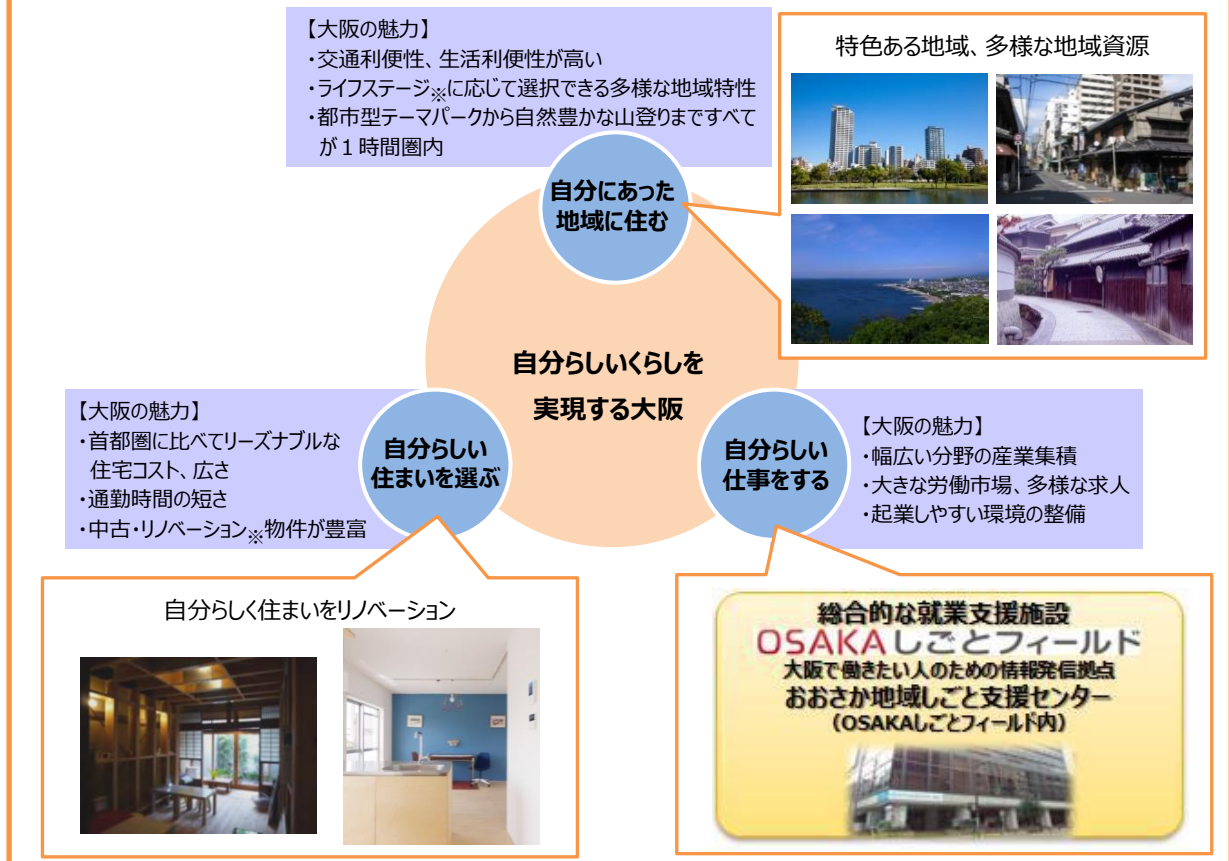 【大阪の魅力】
・交通利便性、生活利便性が高い
・ライフステージ※に応じて選択できる多様な地域特性
・都市型テーマパークから自然豊かな山登りまですべて
が１時間圏内
特色ある地域、多様な地域資源
自分にあった
地域に住む
自分らしいくらしを
実現する大阪
【大阪の魅力】
・首都圏に比べてリーズナブルな
住宅コスト、広さ
・通勤時間の短さ
・中古・リノベーション※物件が豊富
自分らしい
住まいを選ぶ
自分らしい
仕事をする
【大阪の魅力】
・幅広い分野の産業集積
・大きな労働市場、多様な求人
・起業しやすい環境の整備
自分らしく住まいをリノベーション
総合的な就業支援施設
OSAKAしごとフィールド
大阪で働きたい人のための情報発信拠点
おおさか地域しごと支援センター
（OSAKAしごとフィールド内）